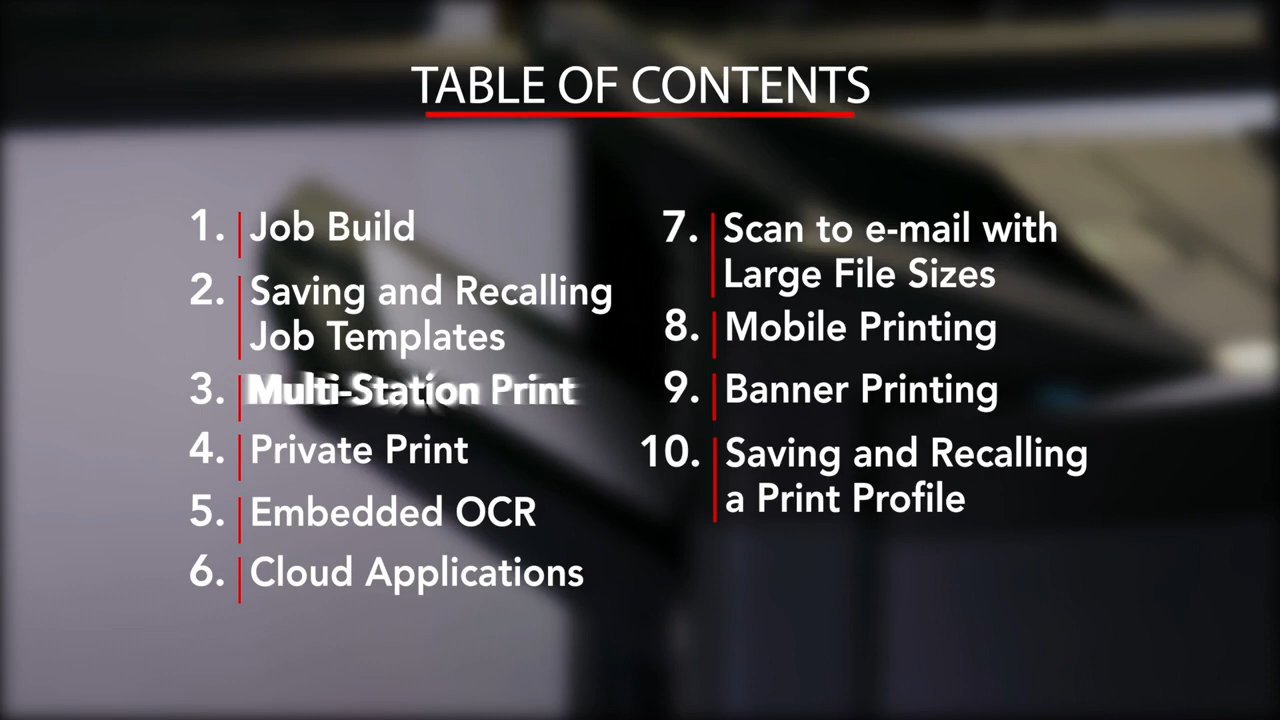 TABLE OF CONTENTS
1. Job Build
2. Saving and Recalling
Job Templates
3. Multi-Station Print
4. Private Print
5. Embedded OCR
6. Cloud Applications
7. Scan to e-mail with
Large File Sizes
8. Mobile Printing
9. Banner Printing
10. Saving and Recalling
a Print Profile